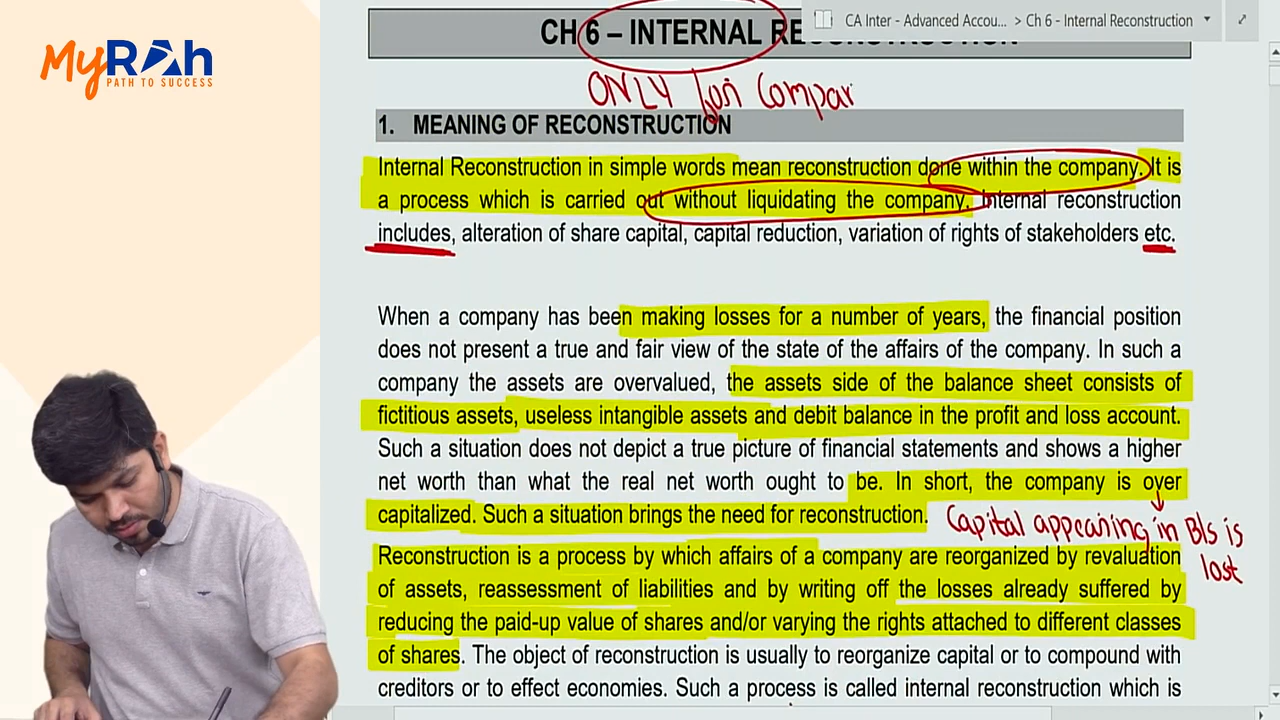 MyRAh
PATH TO SUCCESS
CA Inter - Advanced Accou... > Ch 6 - Internal Reconstruction
CH 6 – INTERNAL
ONLY for Compar
1. MEANING OF RECONSTRUCTION
Internal Reconstruction in simple words mean reconstruction done within the company. It is
a process which is carried out without liquidating the company. Internal reconstruction
includes, alteration of share capital, capital reduction, variation of rights of stakeholders etc.
When a company has been making losses for a number of years, the financial position
does not present a true and fair view of the state of the affairs of the company. In such a
company the assets are overvalued, the assets side of the balance sheet consists of
fictitious assets, useless intangible assets and debit balance in the profit and loss account.
Such a situation does not depict a true picture of financial statements and shows a higher
net worth than what the real net worth ought to be. In short, the company is over
capitalized. Such a situation brings the need for reconstruction.
Capital appearing in B/s is
lost
Reconstruction is a process by which affairs of a company are reorganized by revaluation
of assets, reassessment of liabilities and by writing off the losses already suffered by
reducing the paid-up value of shares and/or varying the rights attached to different classes
of shares. The object of reconstruction is usually to reorganize capital or to compound with
creditors or to effect economies. Such a process is called internal reconstruction which is